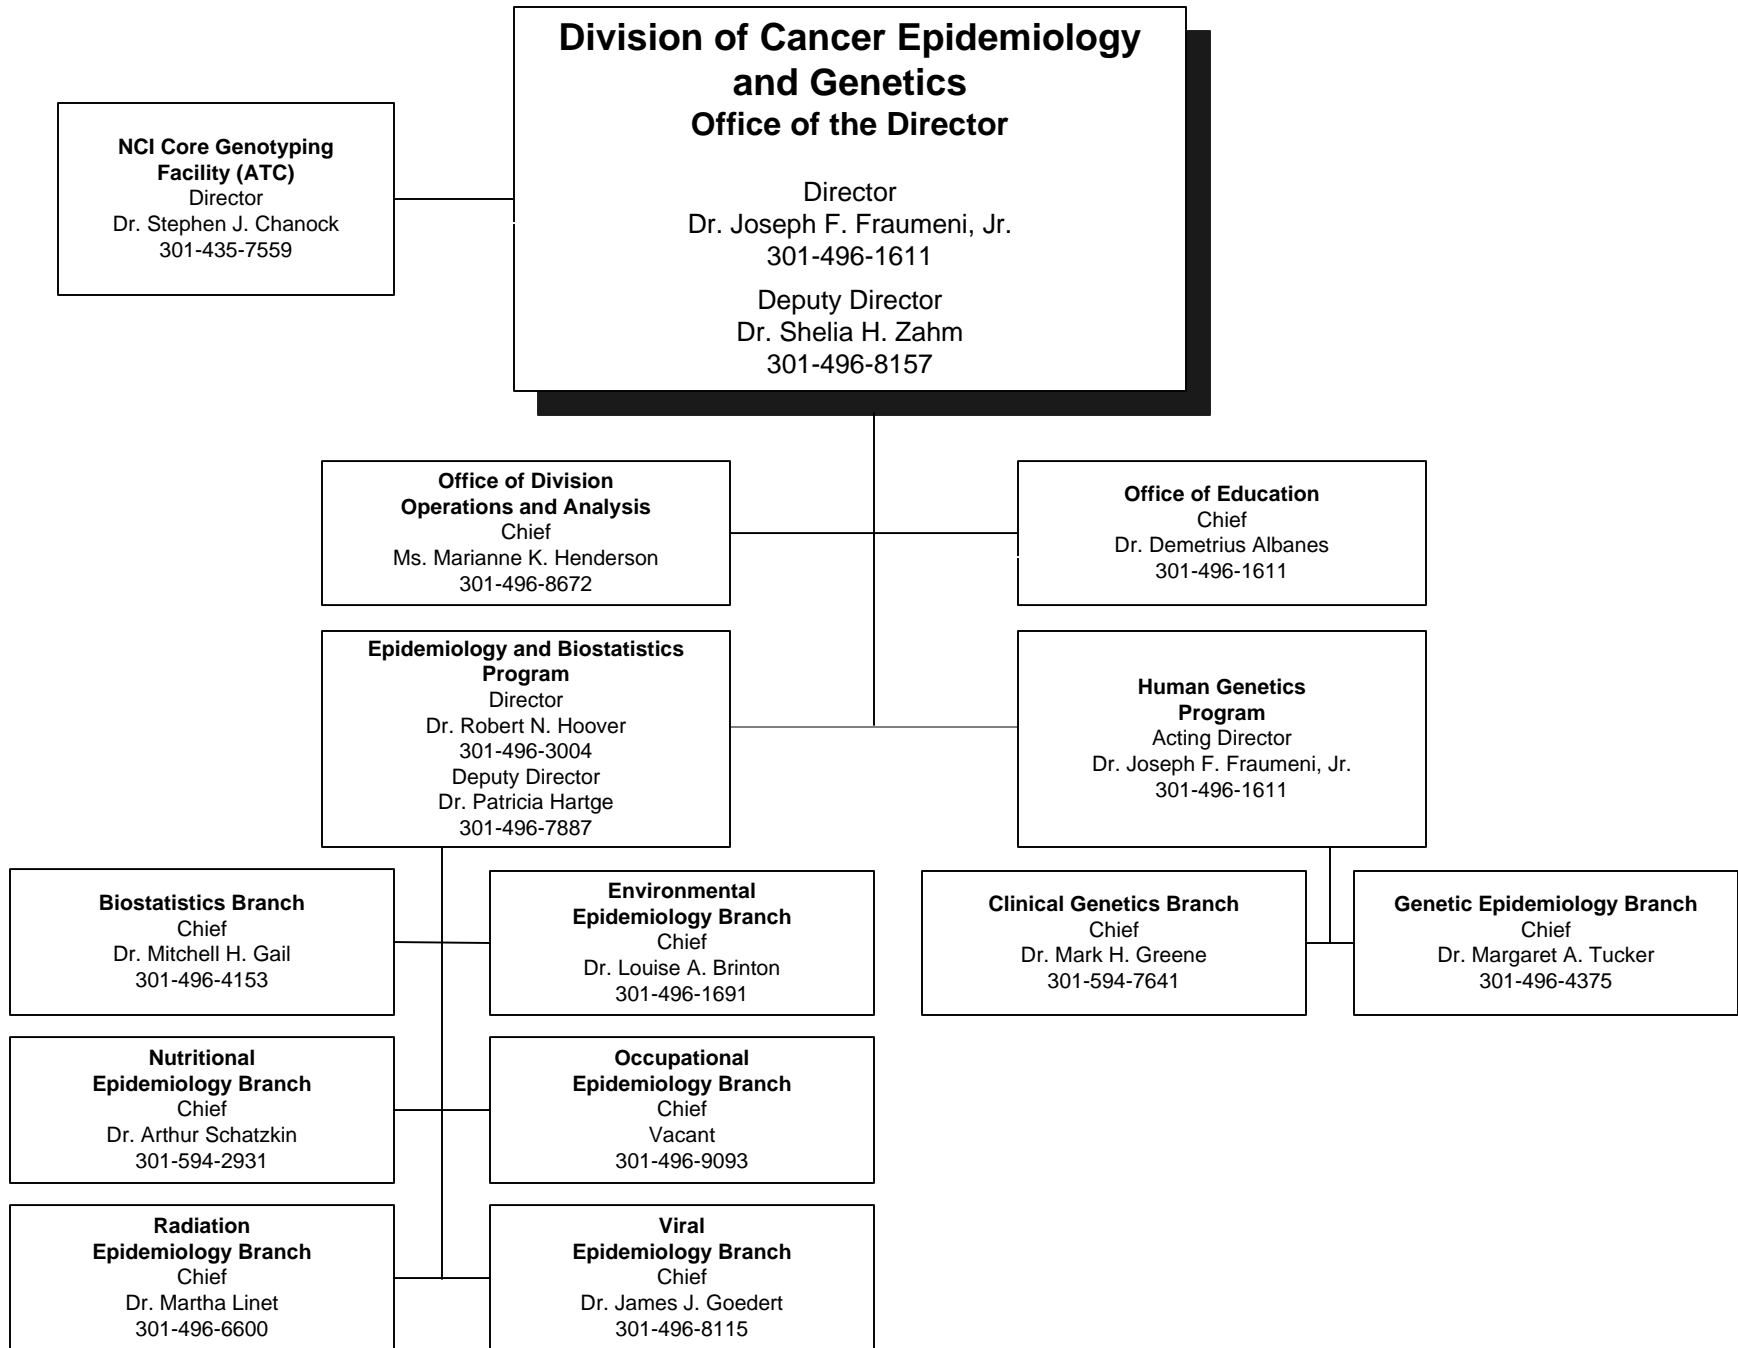 Division of Cancer Epidemiology
and Genetics
Office of the Director
Director
Dr. Joseph F. Fraumeni, Jr.
301-496-1611
Deputy Director
Dr. Shelia H. Zahm
301-496-8157
NCI Core Genotyping
Facility (ATC)
Director
Dr. Stephen J. Chanock
301-435-7559
Office of Division
Operations and Analysis
Chief
Ms. Marianne K. Henderson
301-496-8672
Office of Education
Chief
Dr. Demetrius Albanes
301-496-1611
Epidemiology and Biostatistics
Program
Director
Dr. Robert N. Hoover
301-496-3004
Deputy Director
Dr. Patricia Hartge
301-496-7887
Human Genetics
Program
Acting Director
Dr. Joseph F. Fraumeni, Jr.
301-496-1611
Biostatistics Branch
Chief
Dr. Mitchell H. Gail
301-496-4153
Environmental
Epidemiology Branch
Chief
Dr. Louise A. Brinton
301-496-1691
Clinical Genetics Branch
Chief
Dr. Mark H. Greene
301-594-7641
Genetic Epidemiology Branch
Chief
Dr. Margaret A. Tucker
301-496-4375
Nutritional
Epidemiology Branch
Chief
Dr. Arthur Schatzkin
301-594-2931
Occupational
Epidemiology Branch
Chief
Vacant
301-496-9093
Radiation
Epidemiology Branch
Chief
Dr. Martha Linet
301-496-6600
Viral
Epidemiology Branch
Chief
Dr. James J. Goedert
301-496-8115